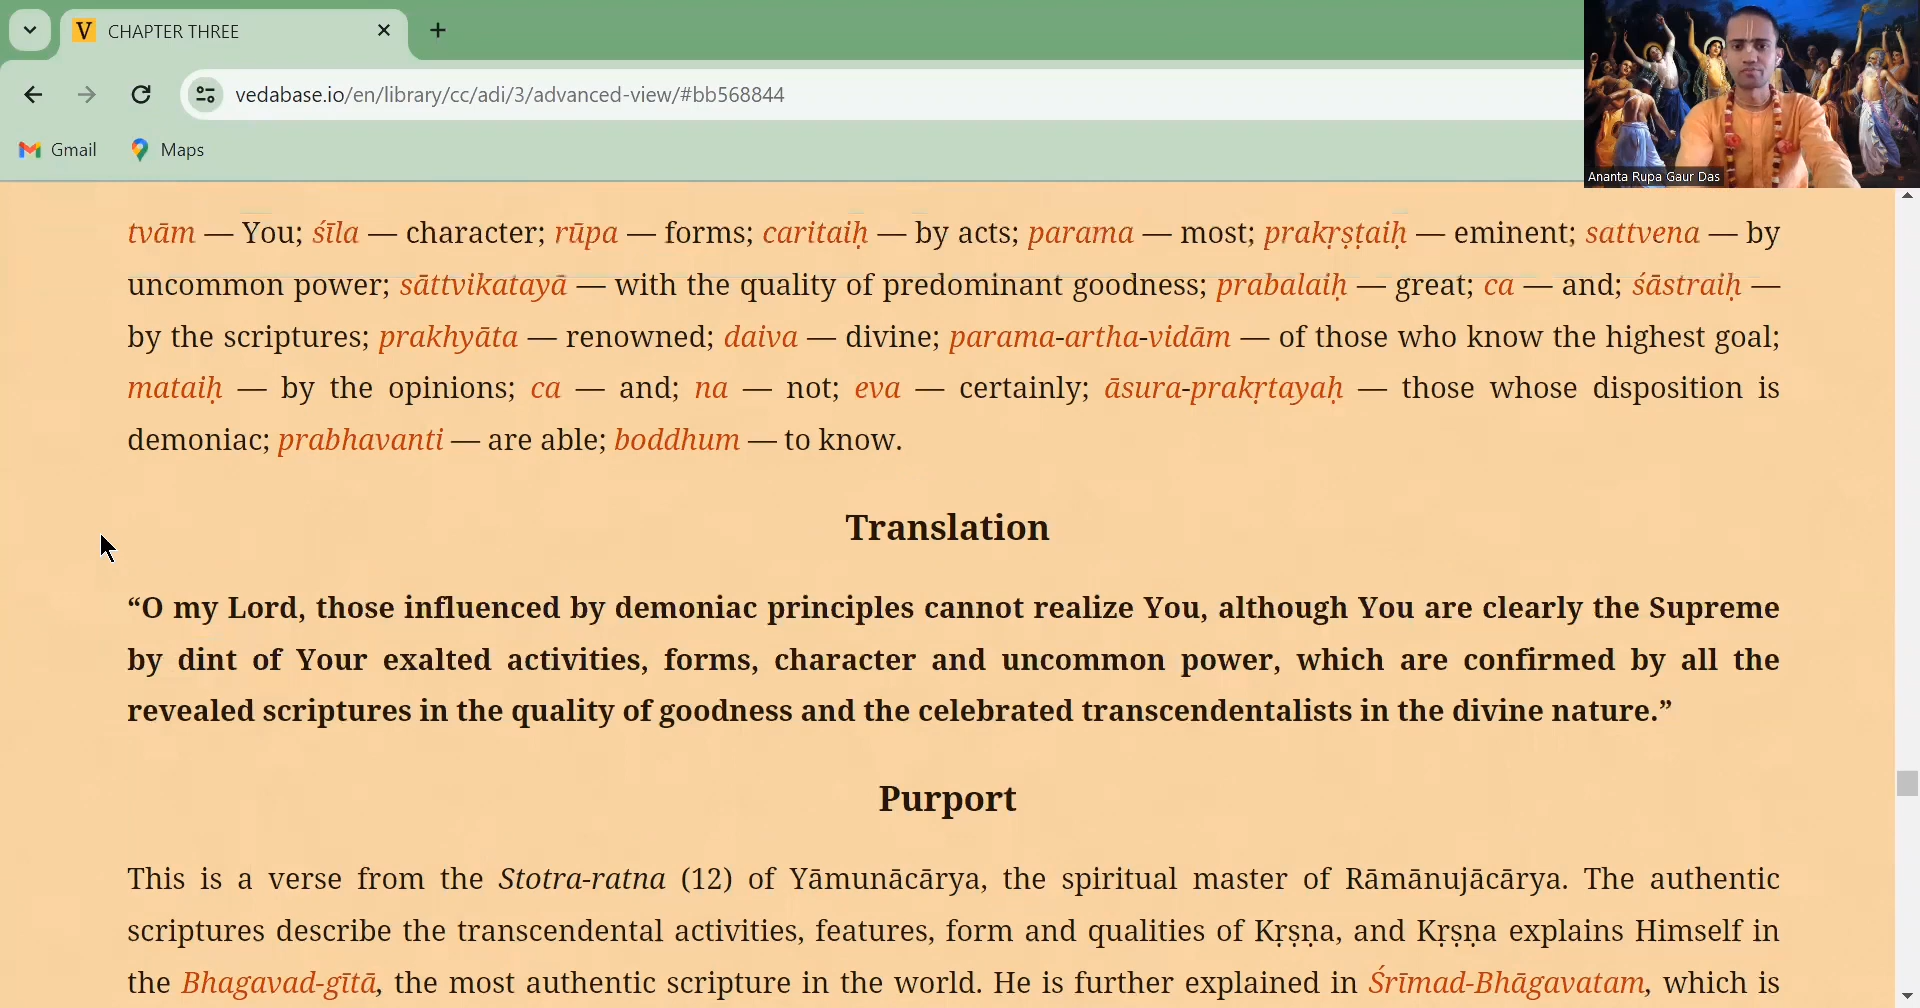 CHAPTER THREE
vedabase.io/en/library/cc/adi/3/advanced-view/#bb568844
Gmail
Maps
Ananta Rupa Gaur Das
tvām — You; śīla — character; rūpa — forms; caritaiḥ — by acts; parama — most; prakṛṣṭaiḥ — eminent; sattvena — by
uncommon power; sāttvikatayā — with the quality of predominant goodness; prabalaiḥ — great; ca — and; śāstraiḥ —
by the scriptures; prakhyāta — renowned; daiva — divine; parama-artha-vidām — of those who know the highest goal;
mataiḥ — by the opinions; ca — and; na — not; eva — certainly; āsura-prakṛtayaḥ — those whose disposition is
demoniac; prabhavanti — are able; boddhum — to know.
Translation
“O my Lord, those influenced by demoniac principles cannot realize You, although You are clearly the Supreme
by dint of Your exalted activities, forms, character and uncommon power, which are confirmed by all the
revealed scriptures in the quality of goodness and the celebrated transcendentalists in the divine nature.”
Purport
This is a verse from the Stotra-ratna (12) of Yāmunācārya, the spiritual master of Rāmānujācārya. The authentic
scriptures describe the transcendental activities, features, form and qualities of Kṛṣṇa, and Kṛṣṇa explains Himself in
the Bhagavad-gītā, the most authentic scripture in the world. He is further explained in Śrīmad-Bhāgavatam, which is